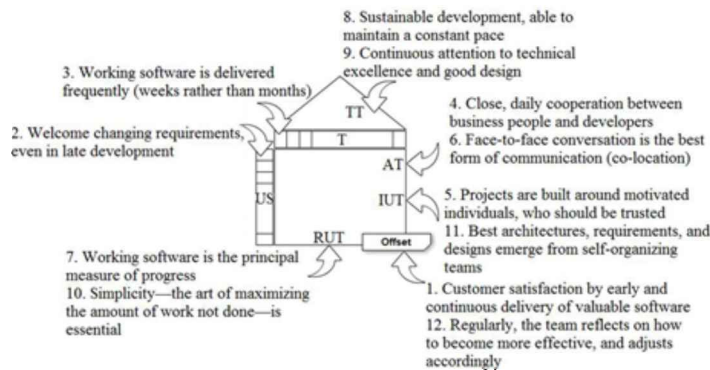 8. Sustainable development, able to
maintain a constant pace
9. Continuous attention to technical
excellence and good design
3. Working software is delivered
frequently (weeks rather than months)
TT
4. Close, daily cooperation between
business people and developers
6. Face-to-face conversation is the best
form of communication (co-location)
2. Welcome changing requirements,
even in late development
T
AT
US
IUT
5. Projects are built around motivated
individuals, who should be trusted
11. Best architectures, requirements, and
designs emerge from self-organizing
teams
RUT
Offset
7. Working software is the principal
measure of progress
10. Simplicity—the art of maximizing
the amount of work not done—is
essential
1. Customer satisfaction by early and
continuous delivery of valuable software
12. Regularly, the team reflects on how
to become more effective, and adjusts
accordingly